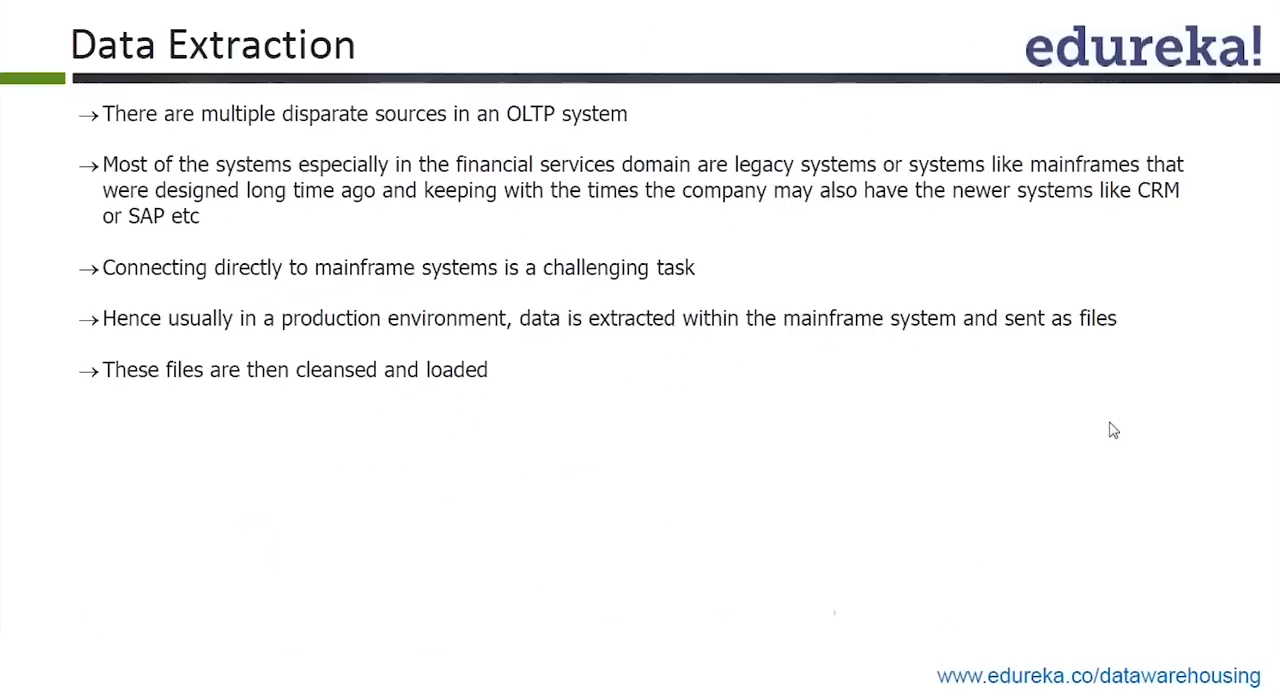 Data Extraction
edureka!
→There are multiple disparate sources in an OLTP system
→Most of the systems especially in the financial services domain are legacy systems or systems like mainframes that
were designed long time ago and keeping with the times the company may also have the newer systems like CRM
or SAP etc
→Connecting directly to mainframe systems is a challenging task
→Hence usually in a production environment, data is extracted within the mainframe system and sent as files
→These files are then cleansed and loaded
www.edureka.co/datawarehousing